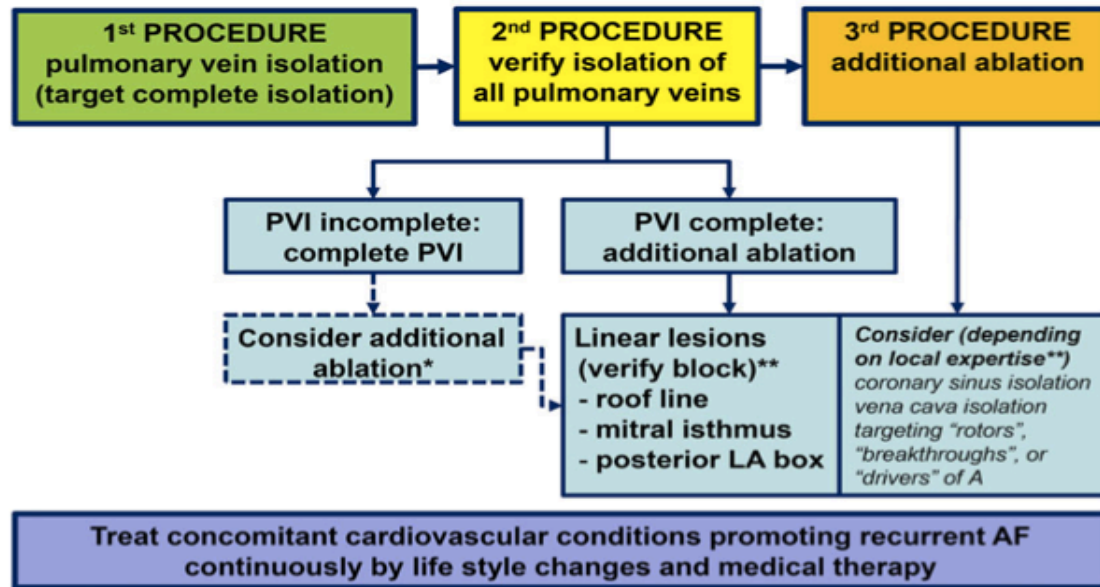 1st PROCEDURE
pulmonary vein isolation
(target complete isolation)
2nd PROCEDURE
verify isolation of
all pulmonary veins
3rd PROCEDURE
additional ablation
PVI incomplete:
complete PVI
PVI complete:
additional ablation
Consider additional
ablation*
Linear lesions
(verify block)**
- roof line
- mitral isthmus
- posterior LA box
Consider (depending
on local expertise**)
coronary sinus isolation
vena cava isolation
targeting “rotors”,
“breakthroughs”, or
“drivers” of A
Treat concomitant cardiovascular conditions promoting recurrent AF
continuously by life style changes and medical therapy